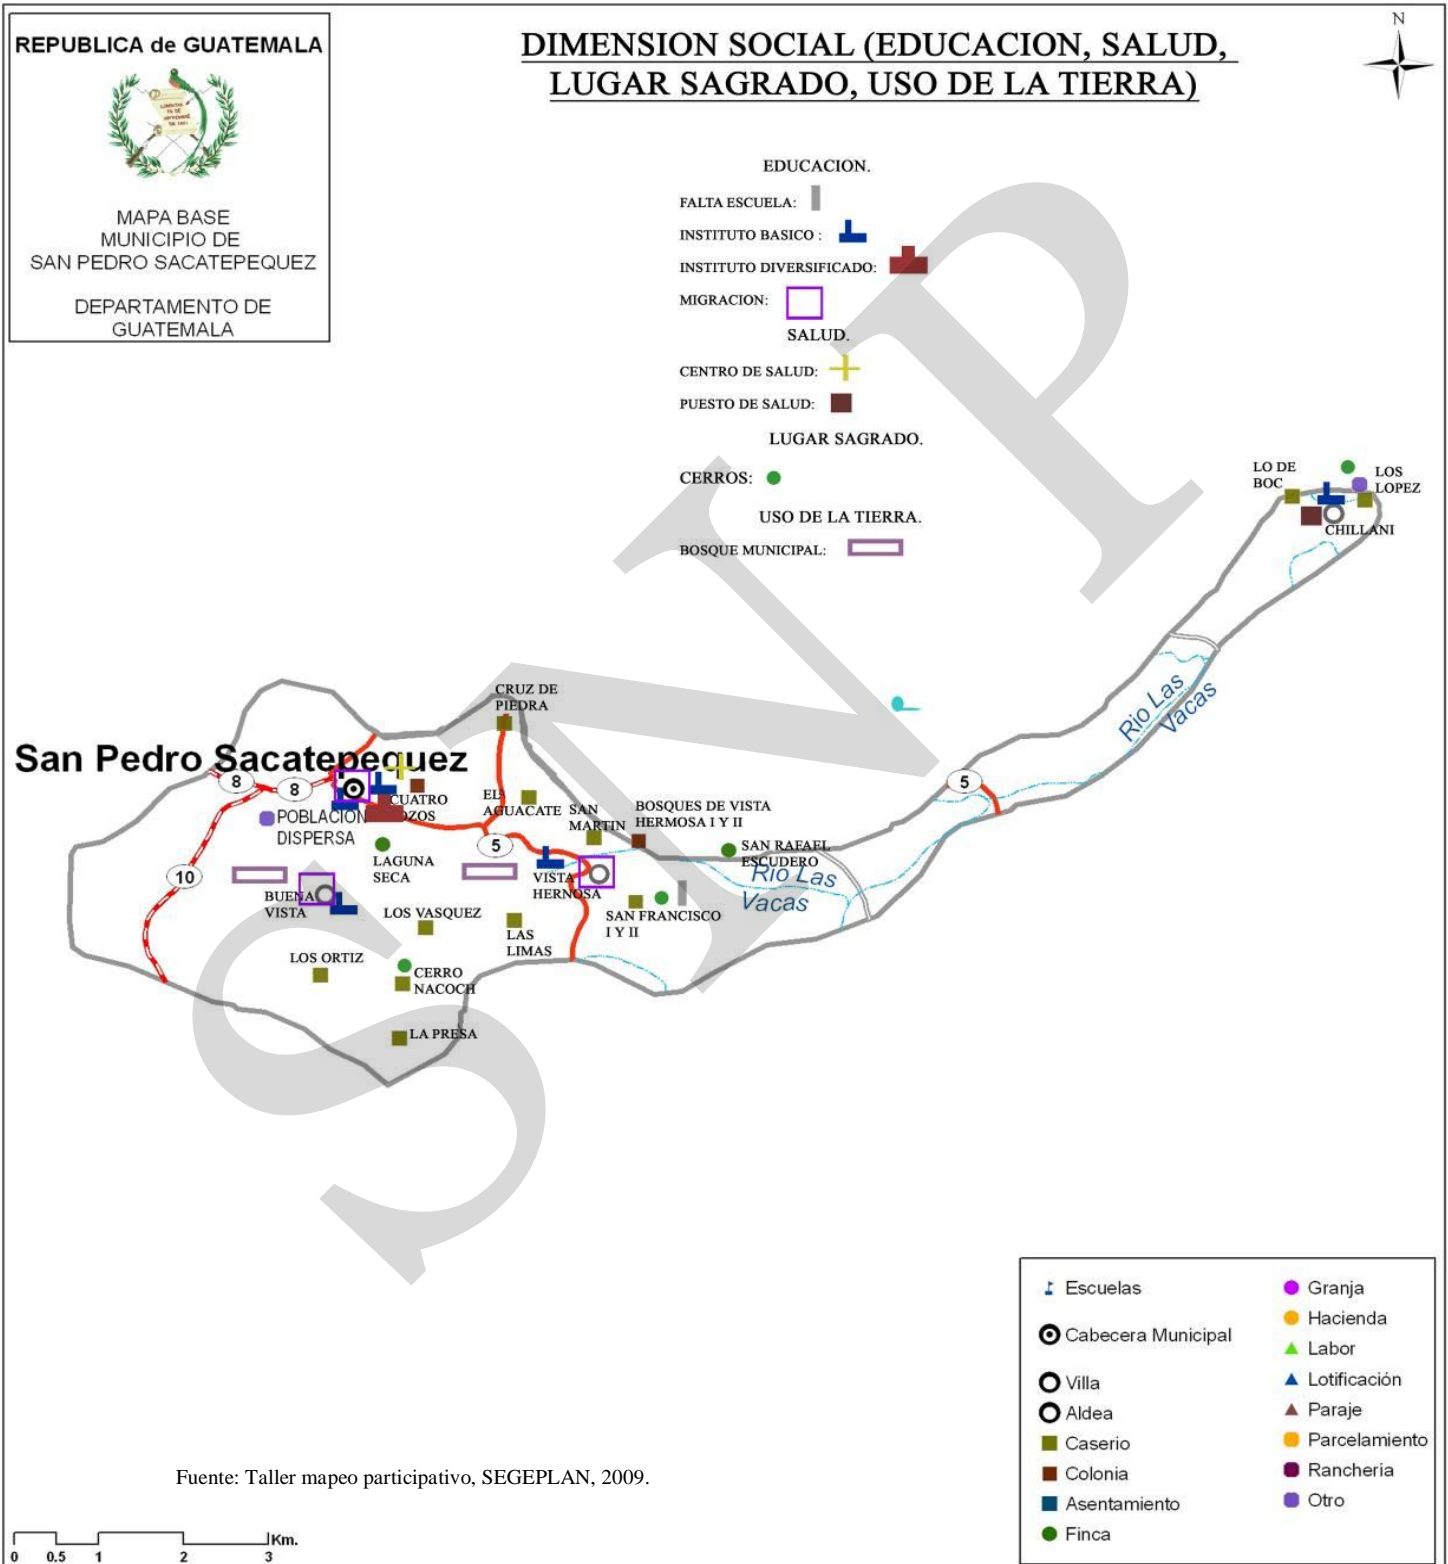 REPUBLICA de GUATEMALA
MAPA BASE
MUNICIPIO DE
SAN PEDRO SACATEPEQUEZ
DEPARTAMENTO DE
GUATEMALA
DIMENSION SOCIAL (EDUCACION, SALUD,
LUGAR SAGRADO, USO DE LA TIERRA)
N
EDUCACION.
FALTA ESCUELA:
INSTITUTO BASICO :
INSTITUTO DIVERSIFICADO:
MIGRACION:
SALUD.
CENTRO DE SALUD:
PUESTO DE SALUD:
LUGAR SAGRADO.
CERROS:
USO DE LA TIERRA.
BOSQUE MUNICIPAL:
LO DE
BOC
LOS
LOPEZ
CHILLANI
Rio Las
Vacas
CRUZ DE
PIEDRA
San Pedro Sacatepequez
8
8
CUATRO
OZOS
POBLACION
DISPERSA
EL
AGUACATE
SAN
MARTIN
BOSQUES DE VISTA
HERMOSA I Y II
5
5
SAN RAFAEL
ESCUDERO
Rio Las
Vacas
LAGUNA
SECA
10
VISTA
HERNOSA
BUENA
VISTA
LOS VASQUEZ
LAS
LIMAS
SAN FRANCISCO
I Y II
LOS ORTIZ
CERRO
NACOCH
LA PRESA
SNP
Escuelas
Cabecera Municipal
Villa
Aldea
Caserio
Colonia
Asentamiento
Finca
Granja
Hacienda
Labor
Lotificación
Paraje
Parcelamiento
Rancheria
Otro
Fuente: Taller mapeo participativo, SEGEPLAN, 2009.
Km.
0 0.5 1 2 3